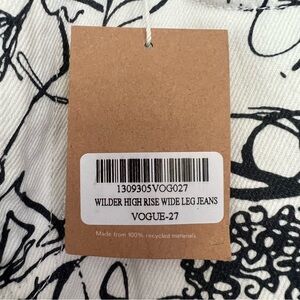 1309305VOG027
WILDER HIGH RISE WIDE LEG JEANS
VOGUE-27
Made from 100% recycled materials